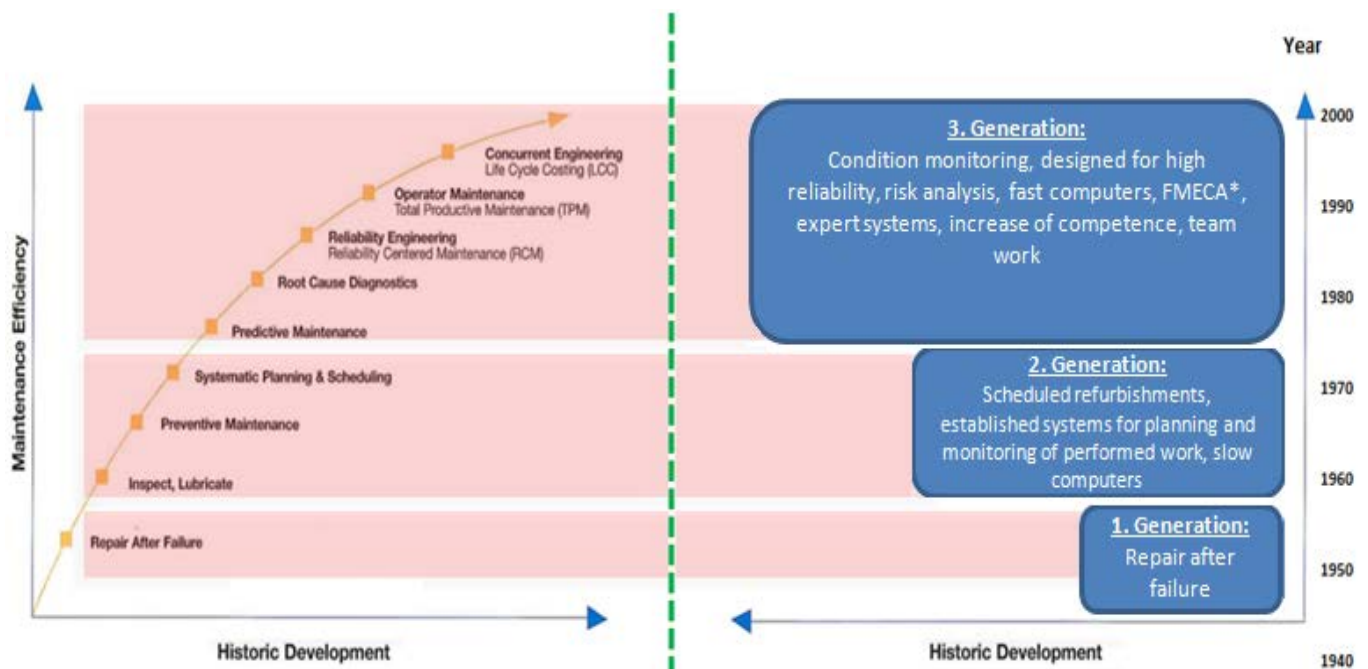 Year
2000
1990
1980
1970
1960
1950
1940
Maintenance Efficiency
Concurrent Engineering
Life Cycle Costing (LCC)
Operator Maintenance
Total Productive Maintenance (TPM)
Reliability Engineering
Reliability Centered Maintenance (RCM)
Root Cause Diagnostics
Predictive Maintenance
Systematic Planning & Scheduling
Preventive Maintenance
Inspect, Lubricate
Repair After Failure
Historic Development
3. Generation:
Condition monitoring, designed for high
reliability, risk analysis, fast computers, FMECA*,
expert systems, increase of competence, team
work
2. Generation:
Scheduled refurbishments,
established systems for planning and
monitoring of performed work, slow
computers
1. Generation:
Repair after
failure
Historic Development